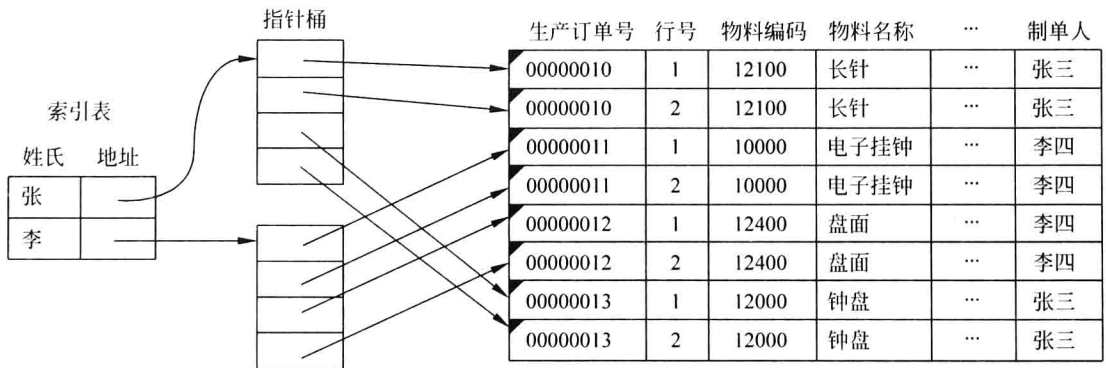 指针桶
生产订单号 行号 物料编码 物料名称 … 制单人
00000010 1 12100 长针 … 张三
00000010 2 12100 长针 … 张三
00000011 1 10000 电子挂钟 … 李四
00000011 2 10000 电子挂钟 … 李四
00000012 1 12400 盘面 … 李四
00000012 2 12400 盘面 … 李四
00000013 1 12000 钟盘 … 张三
00000013 2 12000 钟盘 … 张三
索引表
姓氏 地址
张
李